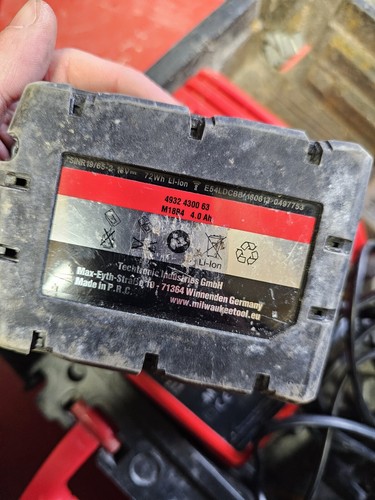 18V⎓ 72Wh Li-Ion
4932 4300 63
M18B4 4.0 Ah
Li-Ion
Techtronic Industries GmbH
Max-Eyth-Straße 10 - 71364 Winnenden Germany
Made in P.R.C.
www.milwaukeetool.eu